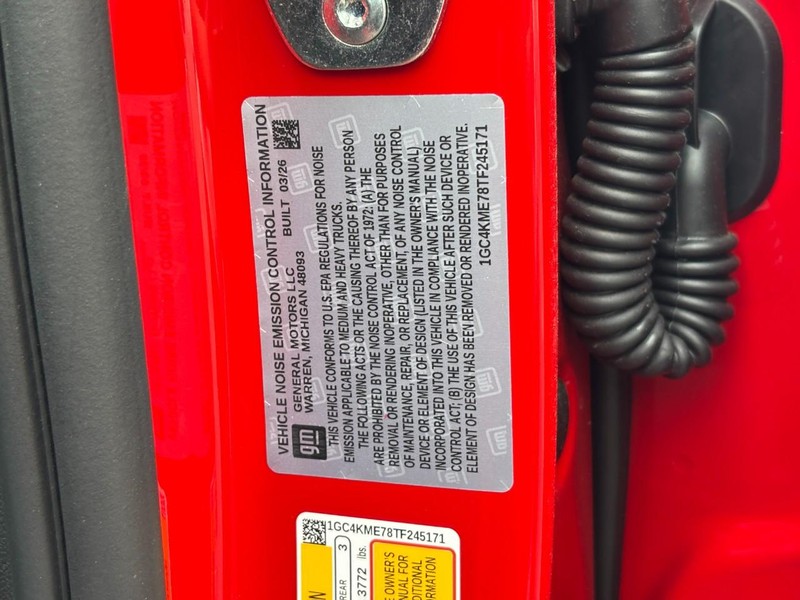 VEHICLE NOISE EMISSION CONTROL INFORMATION
GENERAL MOTORS LLC
WARREN, MICHIGAN 48093
BUILT 03/26
gm
THIS VEHICLE CONFORMS TO U.S. EPA REGULATIONS FOR NOISE
EMISSION APPLICABLE TO MEDIUM AND HEAVY TRUCKS.
THE FOLLOWING ACTS OR THE CAUSING THEREOF BY ANY PERSON
ARE PROHIBITED BY THE NOISE CONTROL ACT OF 1972: (A) THE
REMOVAL OR RENDERING INOPERATIVE, OTHER THAN FOR PURPOSES
OF MAINTENANCE, REPAIR, OR REPLACEMENT, OF ANY NOISE CONTROL
DEVICE OR ELEMENT OF DESIGN (LISTED IN THE OWNER'S MANUAL)
INCORPORATED INTO THIS VEHICLE IN COMPLIANCE WITH THE NOISE
CONTROL ACT; (B) THE USE OF THIS VEHICLE AFTER SUCH DEVICE OR
ELEMENT OF DESIGN HAS BEEN REMOVED OR RENDERED INOPERATIVE.
1GC4KME78TF245171
1GC4KME78TF245171
REAR 3
3772 lbs.